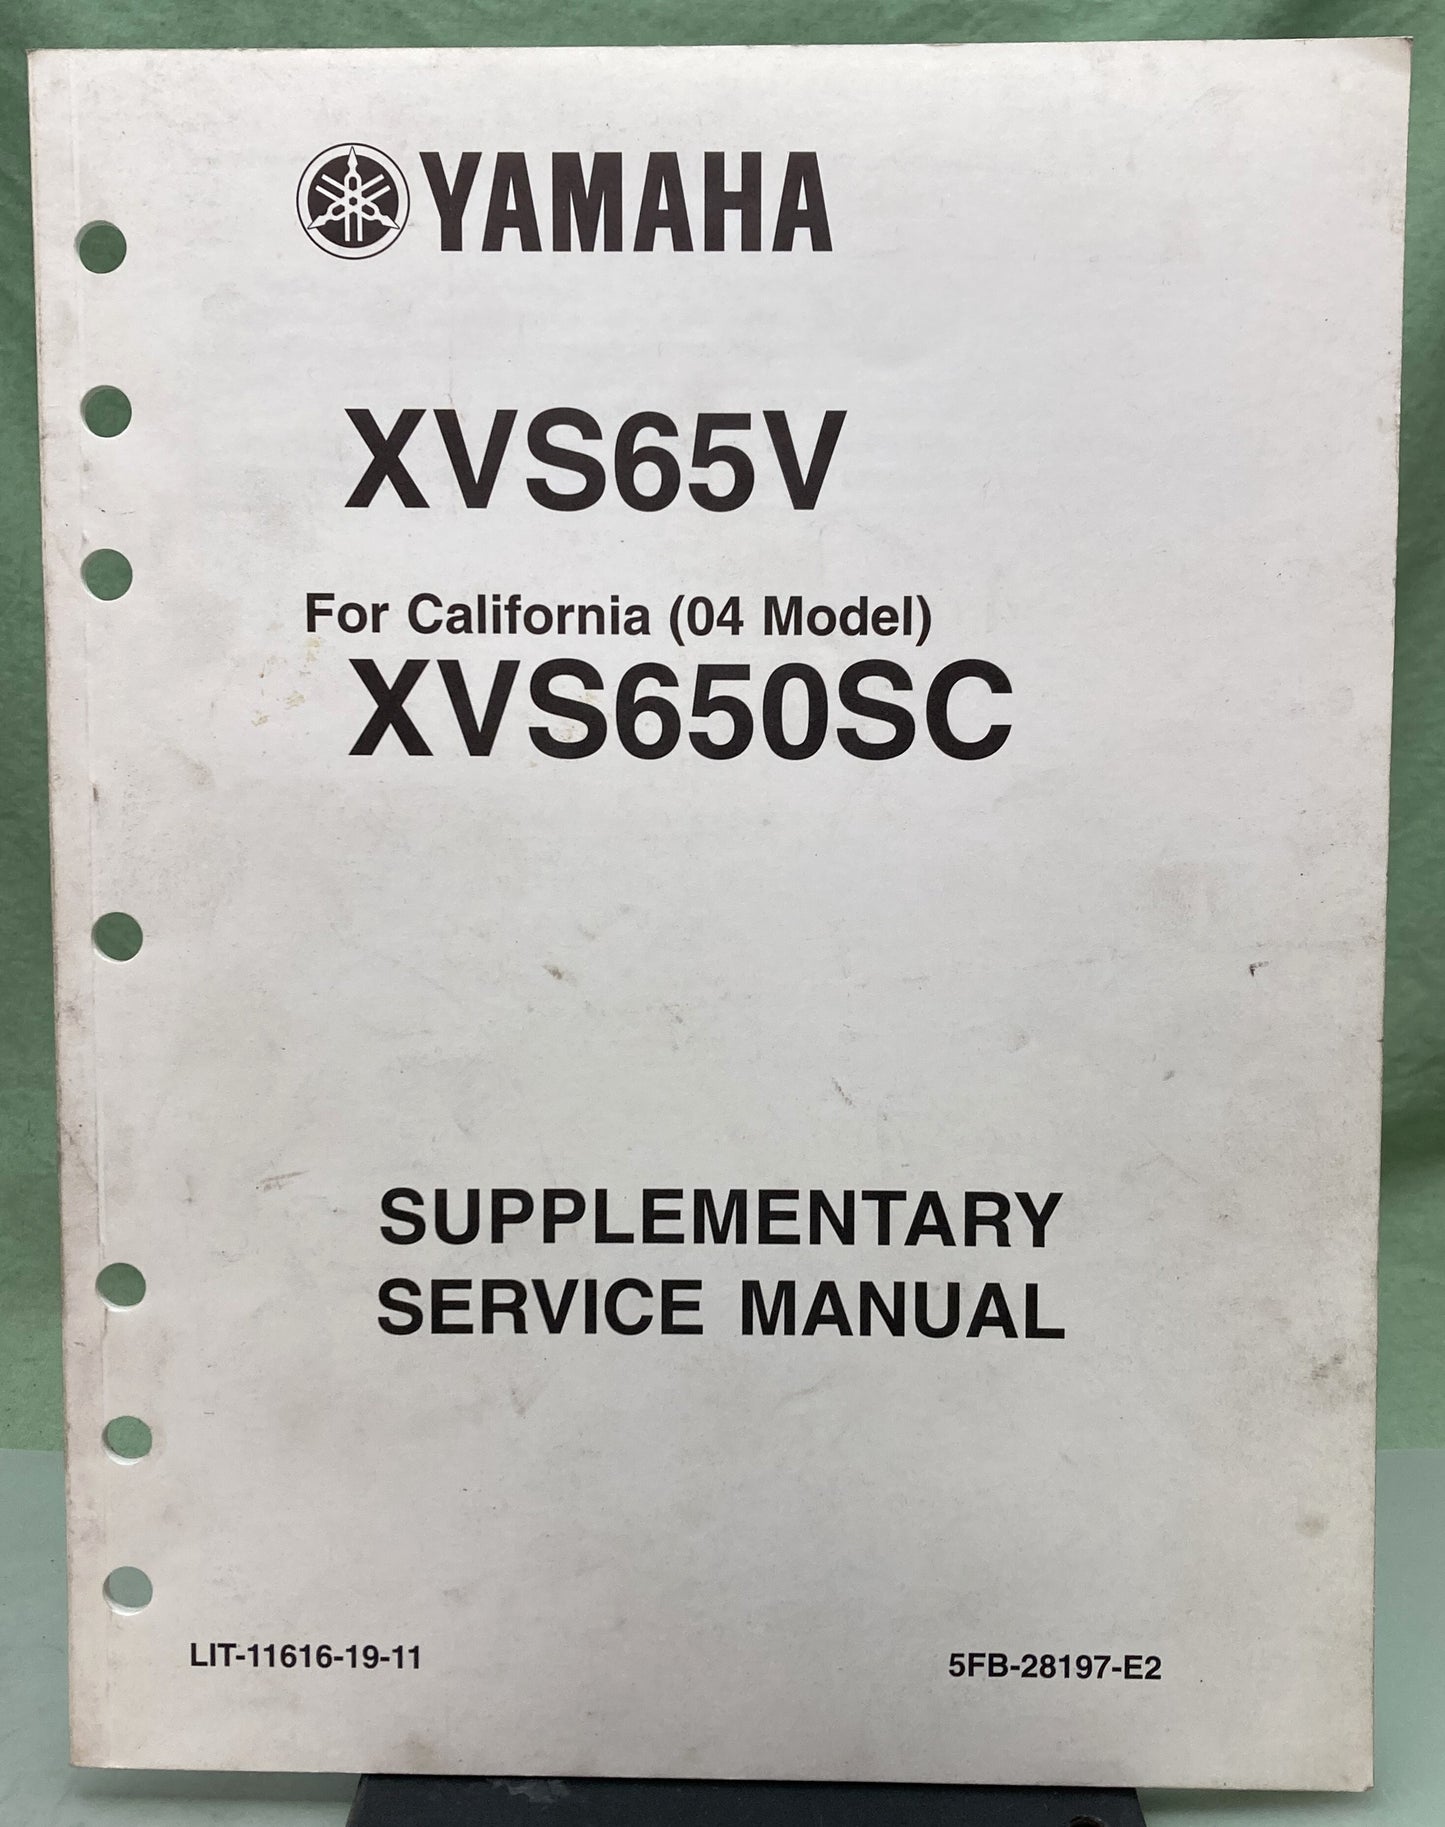 YAMAHA
XVS65V
For California (04 Model)
XVS650SC
SUPPLEMENTARY
SERVICE MANUAL
LIT-11616-19-11
5FB-28197-E2